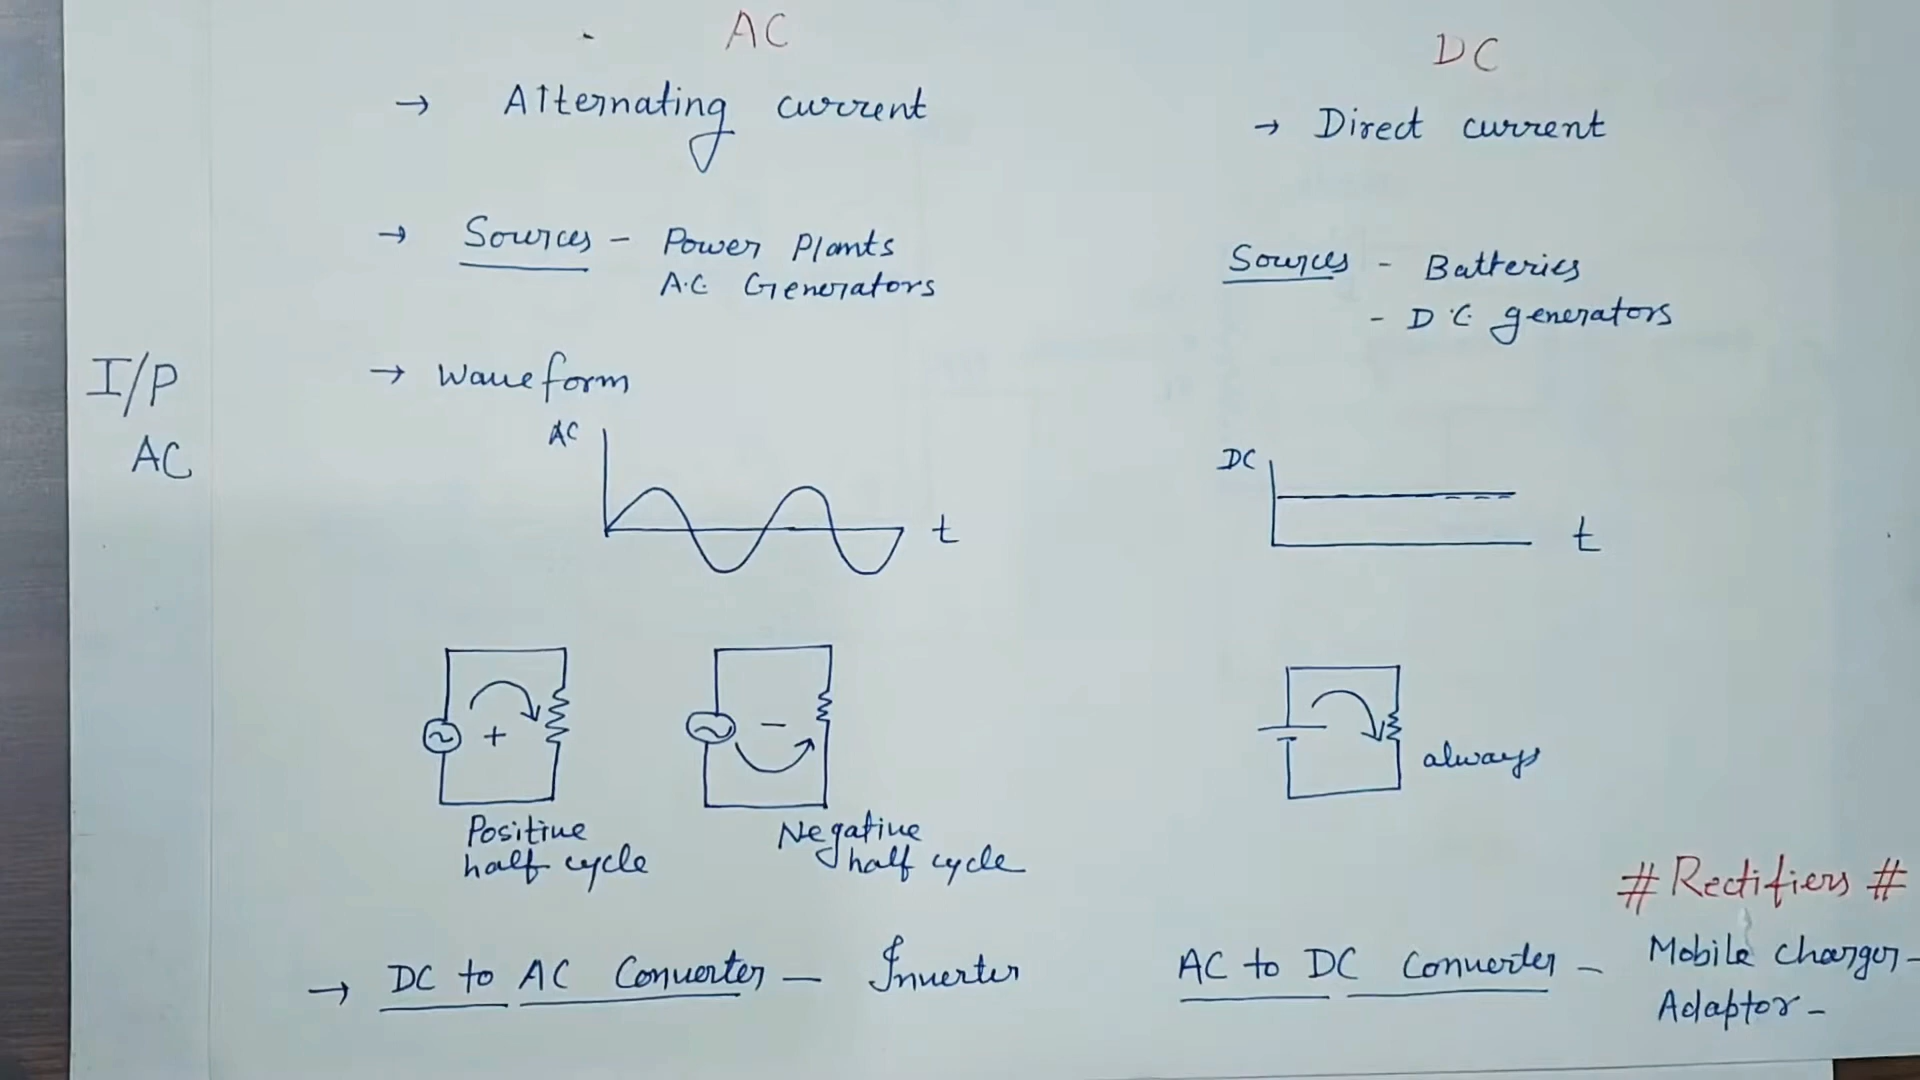 AC
→ Alternating current
→ Sources - Power Plants
A.C Generators
→ Waveform
AC
t
+
Positive
half cycle
-
Negative
half cycle
→ DC to AC Converter - Inverter
I/P
AC
DC
→ Direct current
Sources - Batteries
- D.C generators
DC
t
always
# Rectifiers #
AC to DC Converter - Mobile charger -
Adaptor -